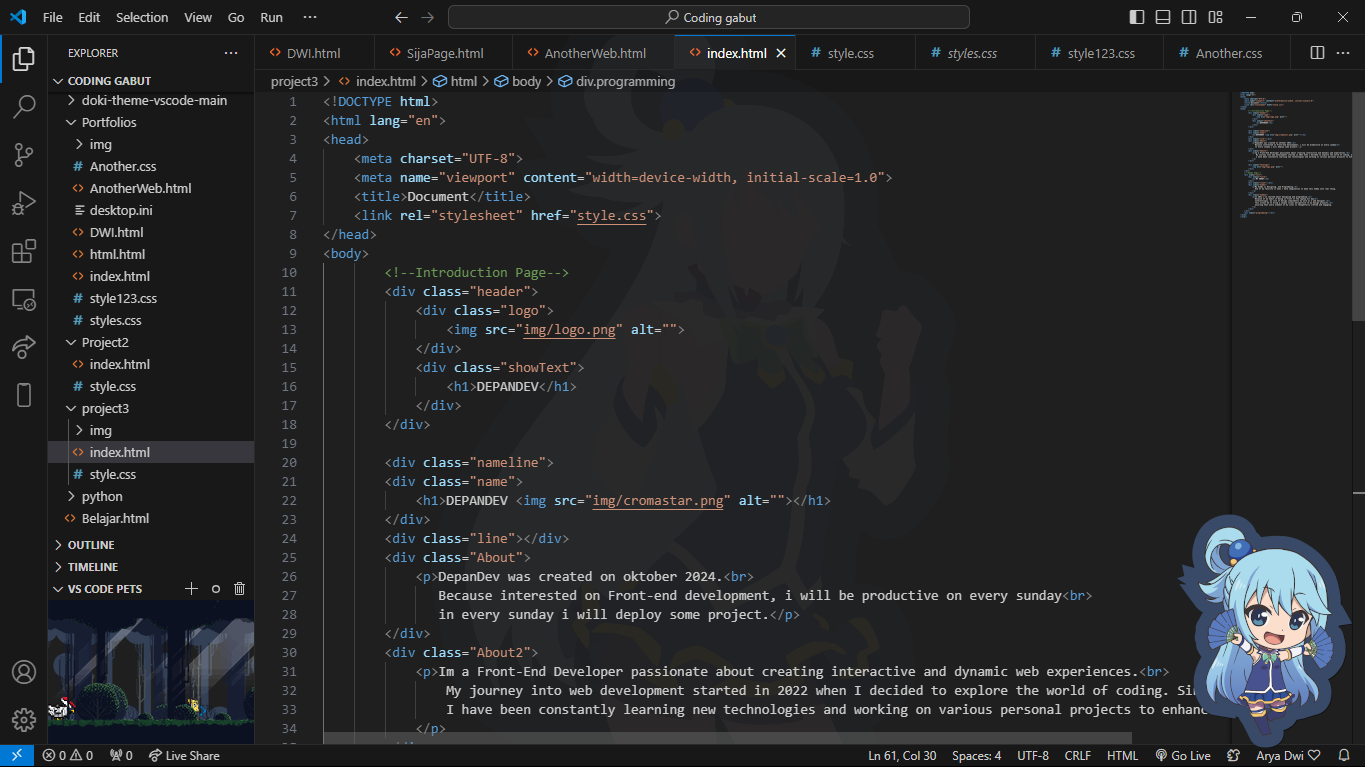 File Edit Selection View Go Run ··· Coding gabut
EXPLORER ···
DWI.html SijaPage.html AnotherWeb.html index.html style.css styles.css style123.css Another.css ···
CODING GABUT
doki-theme-vscode-main
Portfolios
img
Another.css
AnotherWeb.html
desktop.ini
DWI.html
html.html
index.html
style123.css
styles.css
Project2
index.html
style.css
project3
img
index.html
style.css
python
Belajar.html
OUTLINE
TIMELINE
VS CODE PETS
project3 > index.html > html > body > div.programming
1 <!DOCTYPE html>
2 <html lang="en">
3 <head>
4 <meta charset="UTF-8">
5 <meta name="viewport" content="width=device-width, initial-scale=1.0">
6 <title>Document</title>
7 <link rel="stylesheet" href="style.css">
8 </head>
9 <body>
10 <!--Introduction Page-->
11 <div class="header">
12 <div class="logo">
13 <img src="img/logo.png" alt="">
14 </div>
15 <div class="showText">
16 <h1>DEPANDEV</h1>
17 </div>
18 </div>
19
20 <div class="nameline">
21 <div class="name">
22 <h1>DEPANDEV <img src="img/cromastar.png" alt=""></h1>
23 </div>
24 <div class="line"></div>
25 <div class="About">
26 <p>DepanDev was created on oktober 2024.<br>
27 Because interested on Front-end development, i will be productive on every sunday<br>
28 in every sunday i will deploy some project.</p>
29 </div>
30 <div class="About2">
31 <p>Im a Front-End Developer passionate about creating interactive and dynamic web experiences.<br>
32 My journey into web development started in 2022 when I decided to explore the world of coding.
33 I have been constantly learning new technologies and working on various personal projects to
34 </p>
0 0 0 Live Share Ln 61, Col 30 Spaces: 4 UTF-8 CRLF HTML Go Live Arya Dwi